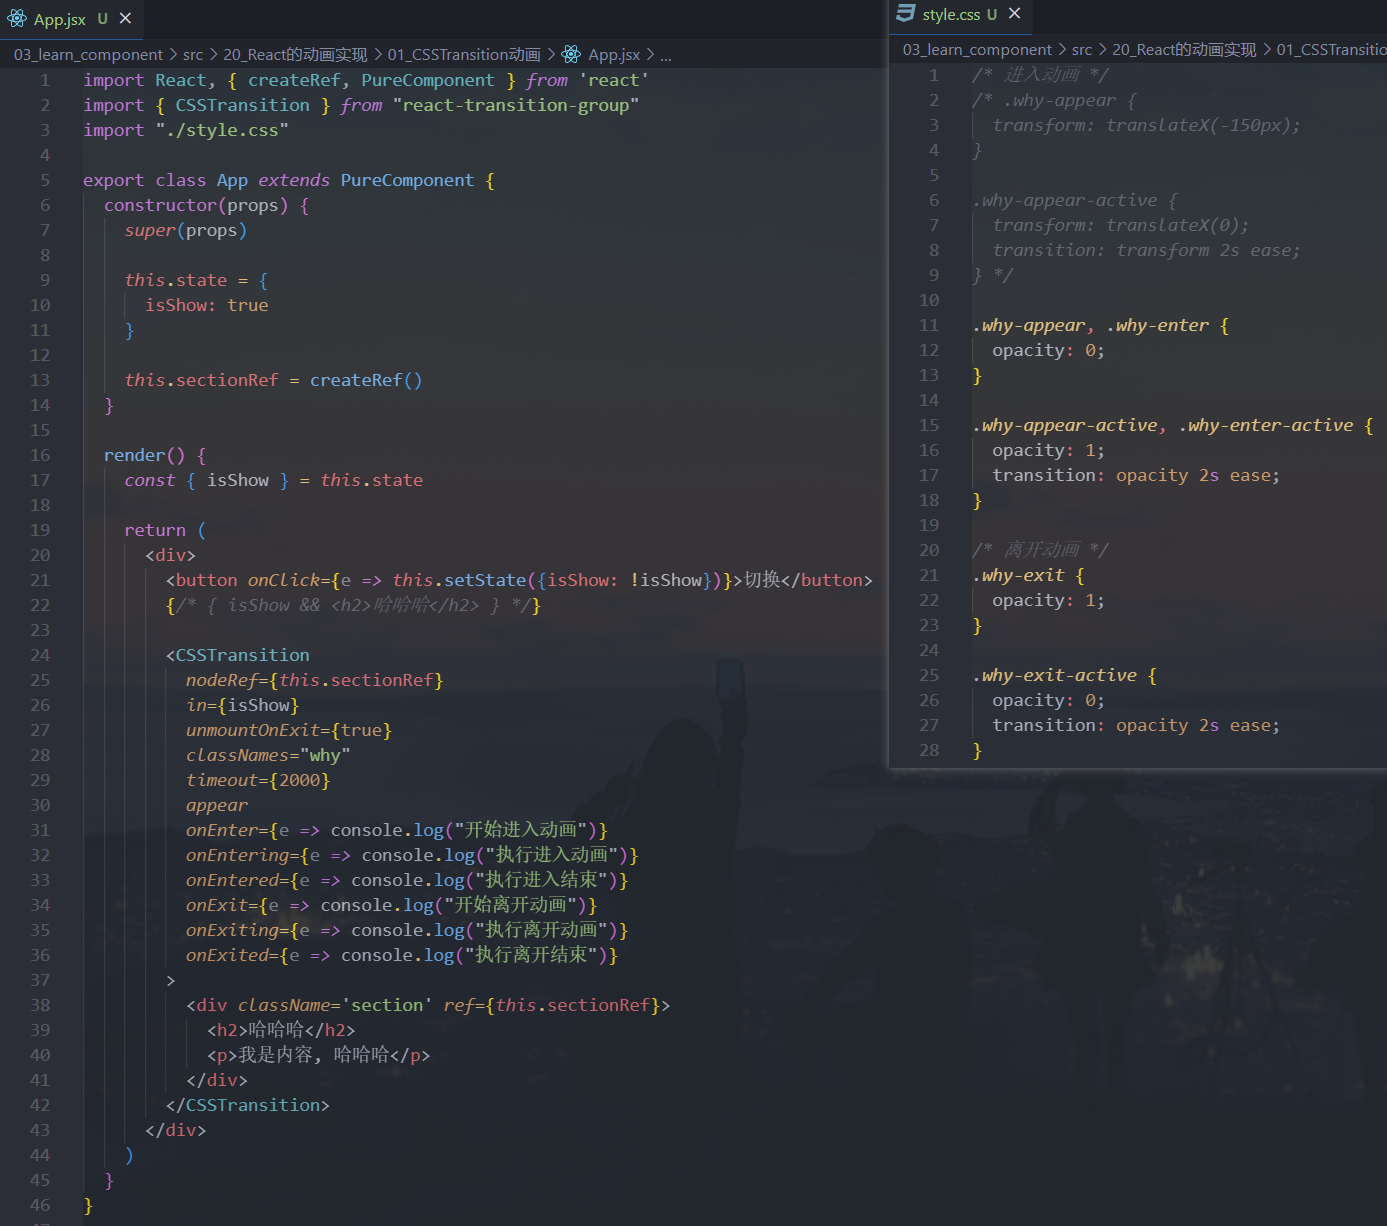 App.jsx U ×
03_learn_component > src > 20_React的动画实现 > 01_CSSTransition动画 > App.jsx > ...
1 import React, { createRef, PureComponent } from 'react'
2 import { CSSTransition } from "react-transition-group"
3 import "./style.css"
4
5 export class App extends PureComponent {
6 constructor(props) {
7 super(props)
8
9 this.state = {
10 isShow: true
11 }
12
13 this.sectionRef = createRef()
14 }
15
16 render() {
17 const { isShow } = this.state
18
19 return (
20 <div>
21 <button onClick={e => this.setState({isShow: !isShow})}>切换</button>
22 {/* { isShow && <h2>哈哈哈</h2> } */}
23
24 <CSSTransition
25 nodeRef={this.sectionRef}
26 in={isShow}
27 unmountOnExit={true}
28 classNames="why"
29 timeout={2000}
30 appear
31 onEnter={e => console.log("开始进入动画")}
32 onEntering={e => console.log("执行进入动画")}
33 onEntered={e => console.log("执行进入结束")}
34 onExit={e => console.log("开始离开动画")}
35 onExiting={e => console.log("执行离开动画")}
36 onExited={e => console.log("执行离开结束")}
37 >
38 <div className='section' ref={this.sectionRef}>
39 <h2>哈哈哈</h2>
40 <p>我是内容, 哈哈哈</p>
41 </div>
42 </CSSTransition>
43 </div>
44 )
45 }
46 }
style.css U ×
03_learn_component > src > 20_React的动画实现 > 01_CSSTransitio
1 /* 进入动画 */
2 /* .why-appear {
3 transform: translateX(-150px);
4 }
5
6 .why-appear-active {
7 transform: translateX(0);
8 transition: transform 2s ease;
9 } */
10
11 .why-appear, .why-enter {
12 opacity: 0;
13 }
14
15 .why-appear-active, .why-enter-active {
16 opacity: 1;
17 transition: opacity 2s ease;
18 }
19
20 /* 离开动画 */
21 .why-exit {
22 opacity: 1;
23 }
24
25 .why-exit-active {
26 opacity: 0;
27 transition: opacity 2s ease;
28 }